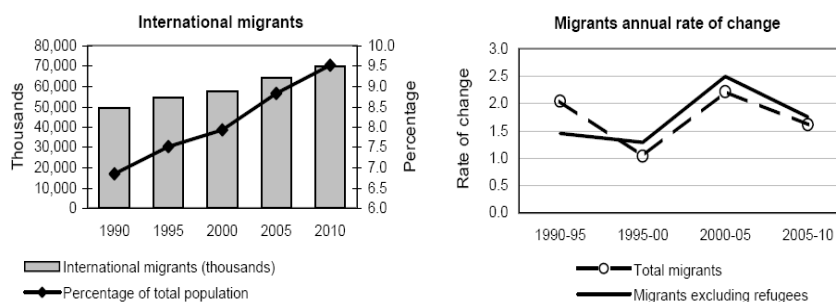 International migrants
80,000
70,000
60,000
50,000
40,000
30,000
20,000
10,000
0
Thousands
10.0
9.5
9.0
8.5
8.0
7.5
7.0
6.5
6.0
Percentage
1990 1995 2000 2005 2010
International migrants (thousands)
Percentage of total population
Migrants annual rate of change
3.0
2.5
2.0
1.5
1.0
0.5
0.0
Rate of change
1990-95 1995-00 2000-05 2005-10
Total migrants
Migrants excluding refugees